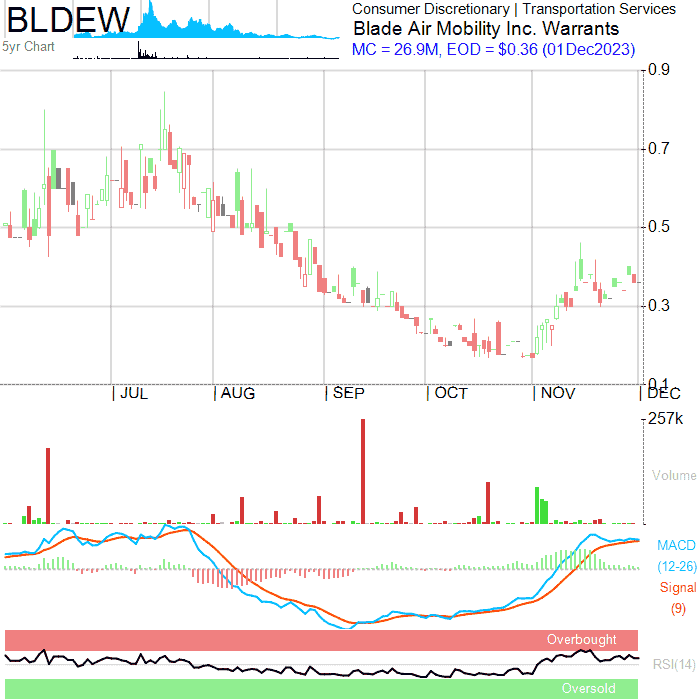 BLDEW
5yr Chart
Consumer Discretionary | Transportation Services
Blade Air Mobility Inc. Warrants
MC = 26.9M, EOD = $0.36 (01Dec2023)
0.9
0.7
0.5
0.3
0.1
JUL AUG SEP OCT NOV DEC
257k
Volume
MACD
(12-26)
Signal
(9)
Overbought
RSI(14)
Oversold